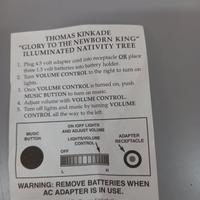 THOMAS KINKADE
"GLORY TO THE NEWBORN KING"
ILLUMINATED NATIVITY TREE
1. Plug 4.5 volt adapter cord into receptacle OR place
three 1.5 volt batteries into battery holder.
2. Turn VOLUME CONTROL to the right to turn on
lights.
3. Once VOLUME CONTROL is turned on, push
MUSIC BUTTON to turn on music.
4. Adjust volume with VOLUME CONTROL.
5. Turn off lights and music by turning VOLUME
CONTROL all the way to the left.
ON /OFF LIGHTS
AND ADJUST VOLUME
MUSIC
BUTTON
LIGHTS/VOLUME
CONTROL
ADAPTER
RECEPTACLE
OFF
L H
WARNING: REMOVE BATTERIES WHEN
AC ADAPTER IS IN USE.